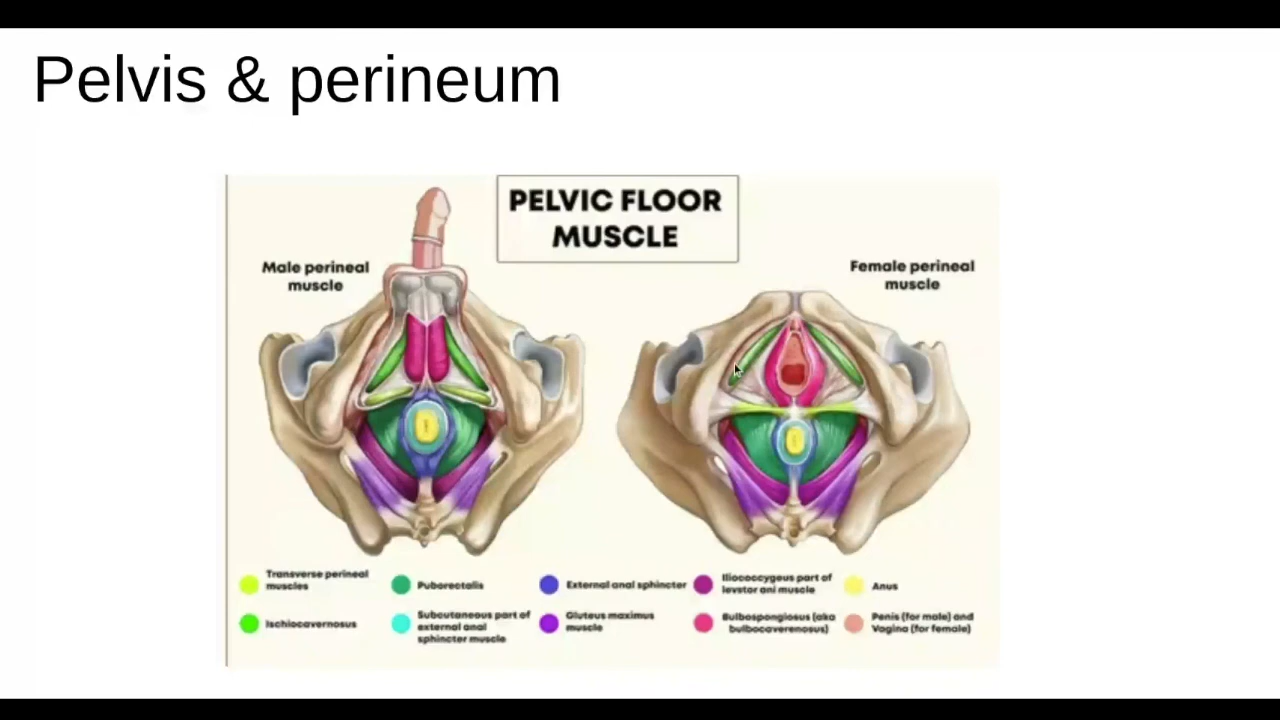 Pelvis & perineum
PELVIC FLOOR
MUSCLE
Male perineal
muscle
Female perineal
muscle
Transverse perineal
muscles
Puborectalis
External anal sphincter
Iliococcygeus part of
levator ani muscle
Anus
Ischiocavernosus
Subcutaneous part of
external anal
sphincter muscle
Gluteus maximus
muscle
Bulbospongiosus (aka
bulbocaverenosus)
Penis (for male) and
Vagina (for female)